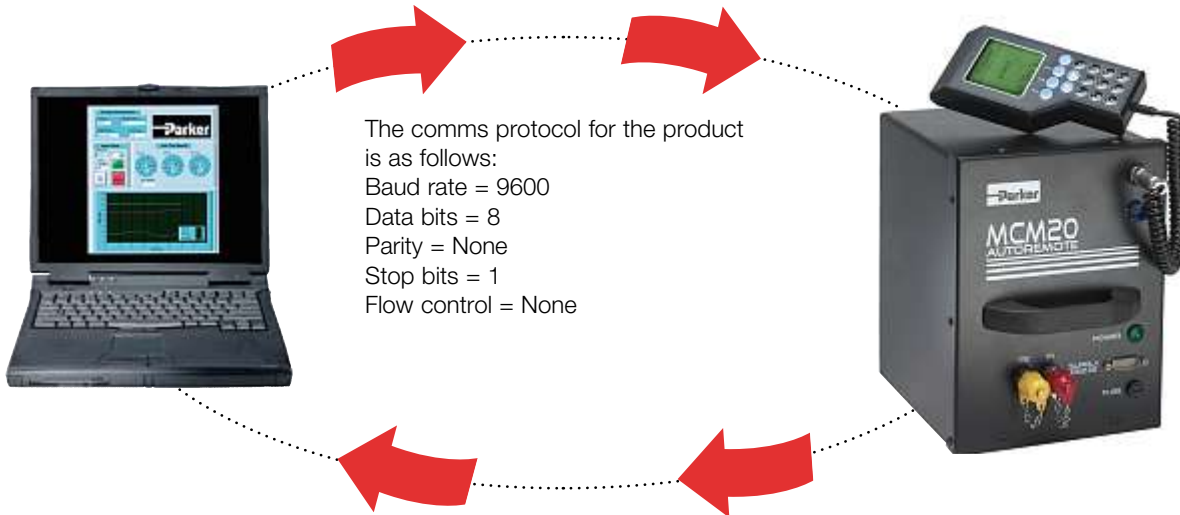 Parker
The comms protocol for the product
is as follows:
Baud rate = 9600
Data bits = 8
Parity = None
Stop bits = 1
Flow control = None
Parker
MCM20
AUTOREMOTE
POWER